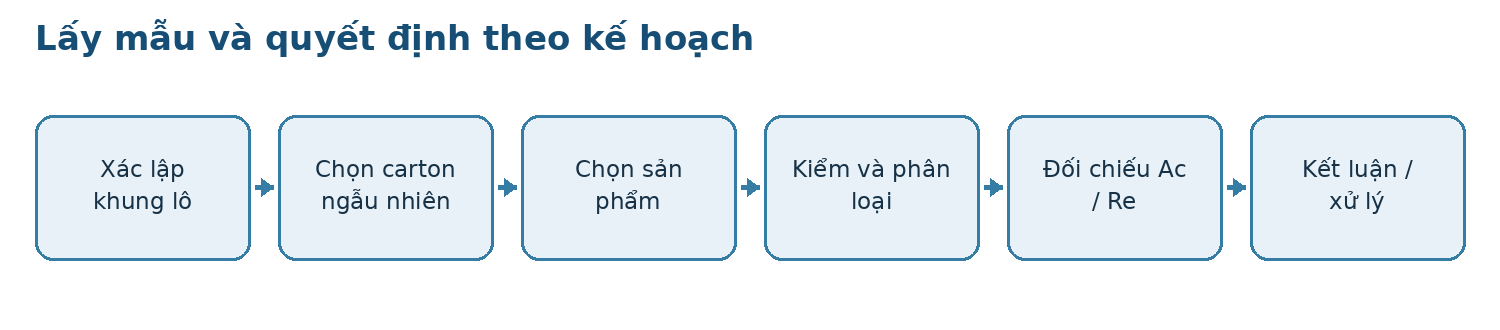 Lấy mẫu và quyết định theo kế hoạch
Xác lập
khung lô
Chọn carton
ngẫu nhiên
Chọn sản
phẩm
Kiểm và phân
loại
Đối chiếu Ac
/ Re
Kết luận /
xử lý